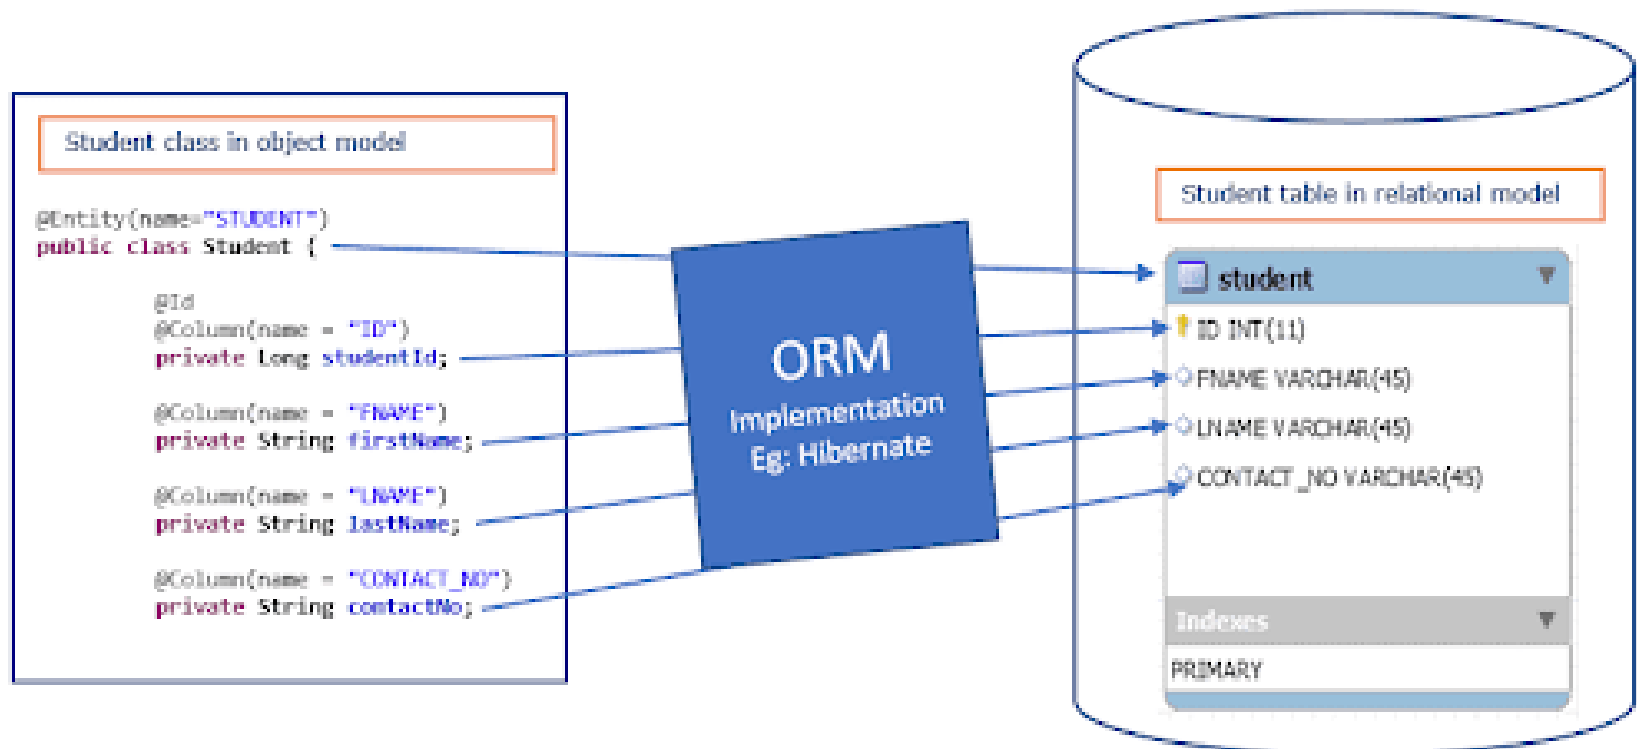 Student class in object model
@Entity(name="STUDENT")
public class Student {
@Id
@Column(name = "ID")
private Long studentId;
@Column(name = "FNAME")
private String firstName;
@Column(name = "LNAME")
private String lastName;
@Column(name = "CONTACT_NO")
private String contactNo;
ORM
Implementation
Eg: Hibernate
Student table in relational model
student
ID INT(11)
FNAME VARCHAR(45)
LNAME VARCHAR(45)
CONTACT_NO VARCHAR(45)
Indexes
PRIMARY